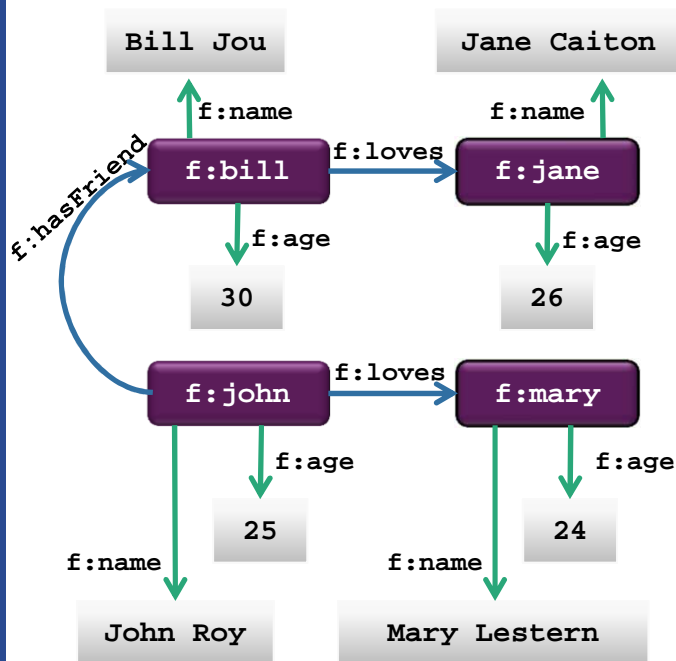 Bill Jou
Jane Caiton
f:name
f:name
f:hasFriend
f:bill
f:loves
f:jane
f:age
f:age
30
26
f:john
f:loves
f:mary
f:age
f:age
25
24
f:name
f:name
John Roy
Mary Lestern